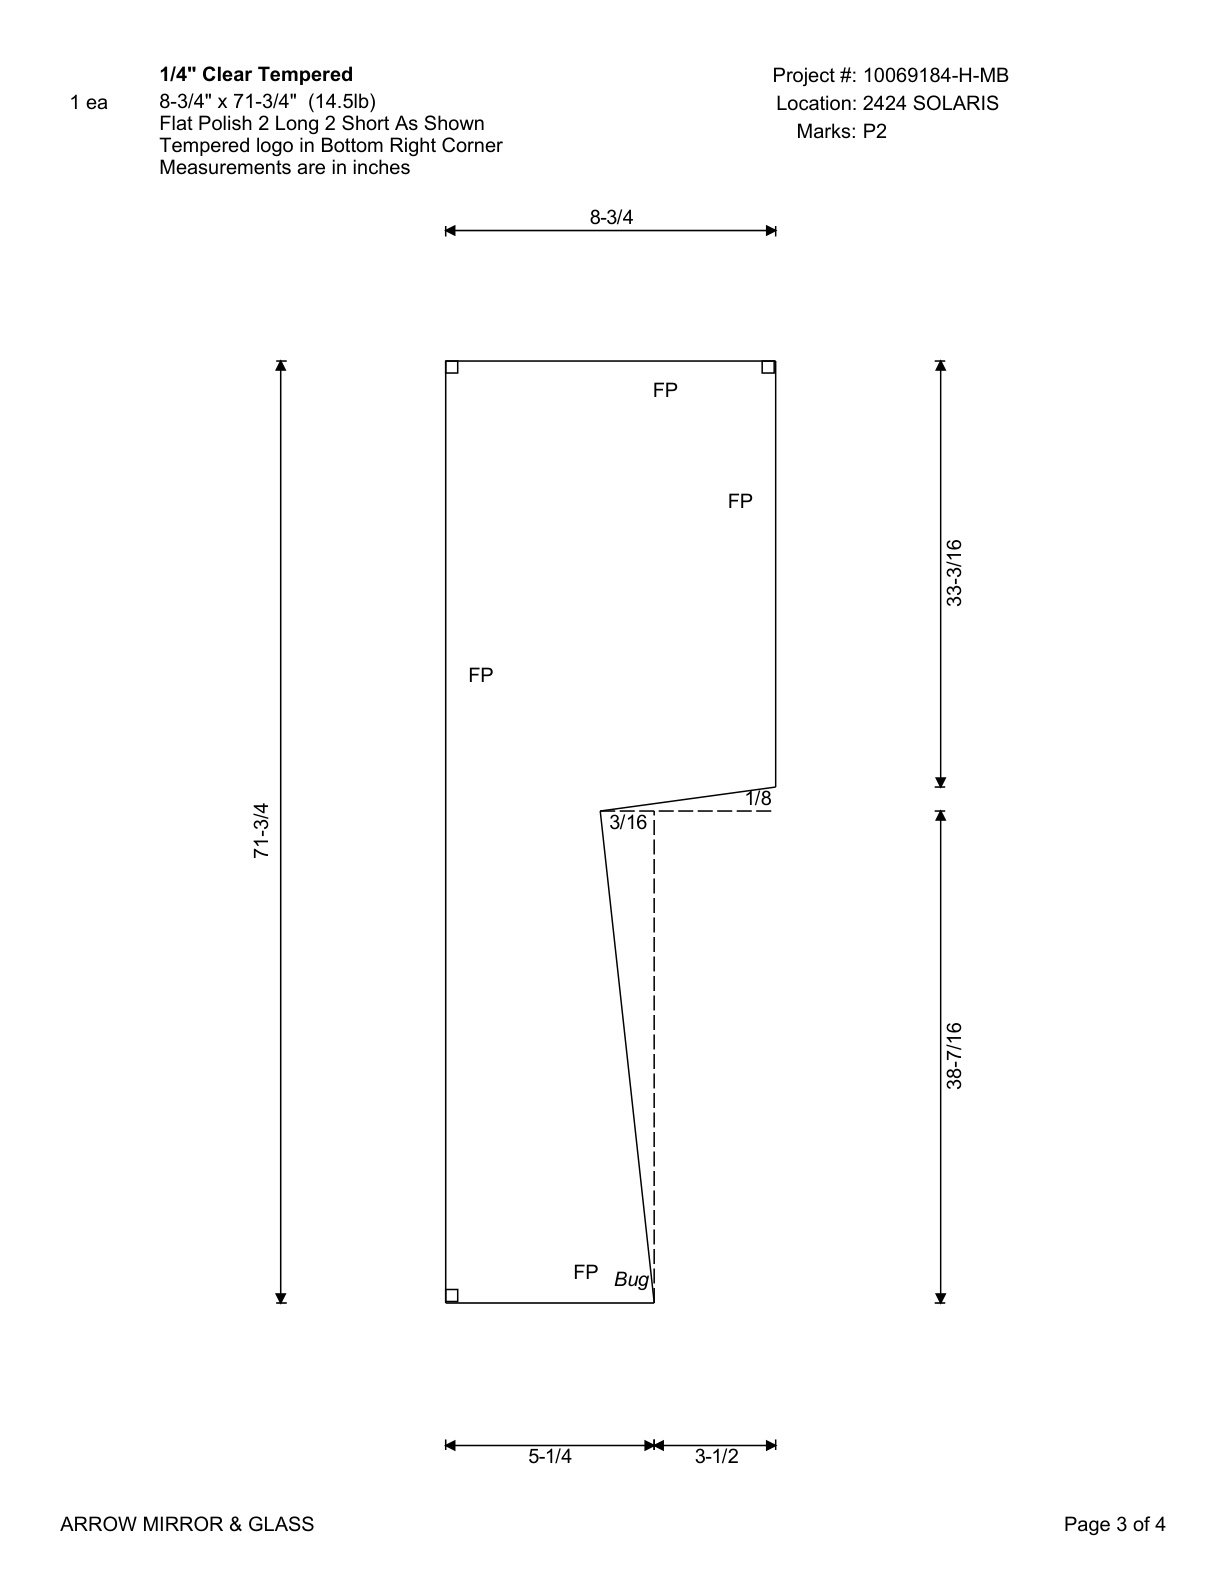 1/4" Clear Tempered
1 ea
8-3/4" x 71-3/4" (14.5lb)
Flat Polish 2 Long 2 Short As Shown
Tempered logo in Bottom Right Corner
Measurements are in inches
Project #: 10069184-H-MB
Location: 2424 SOLARIS
Marks: P2
8-3/4
FP
FP
33-3/16
FP
1/8
3/16
71-3/4
38-7/16
FP
Bug
5-1/4
3-1/2
ARROW MIRROR & GLASS
Page 3 of 4